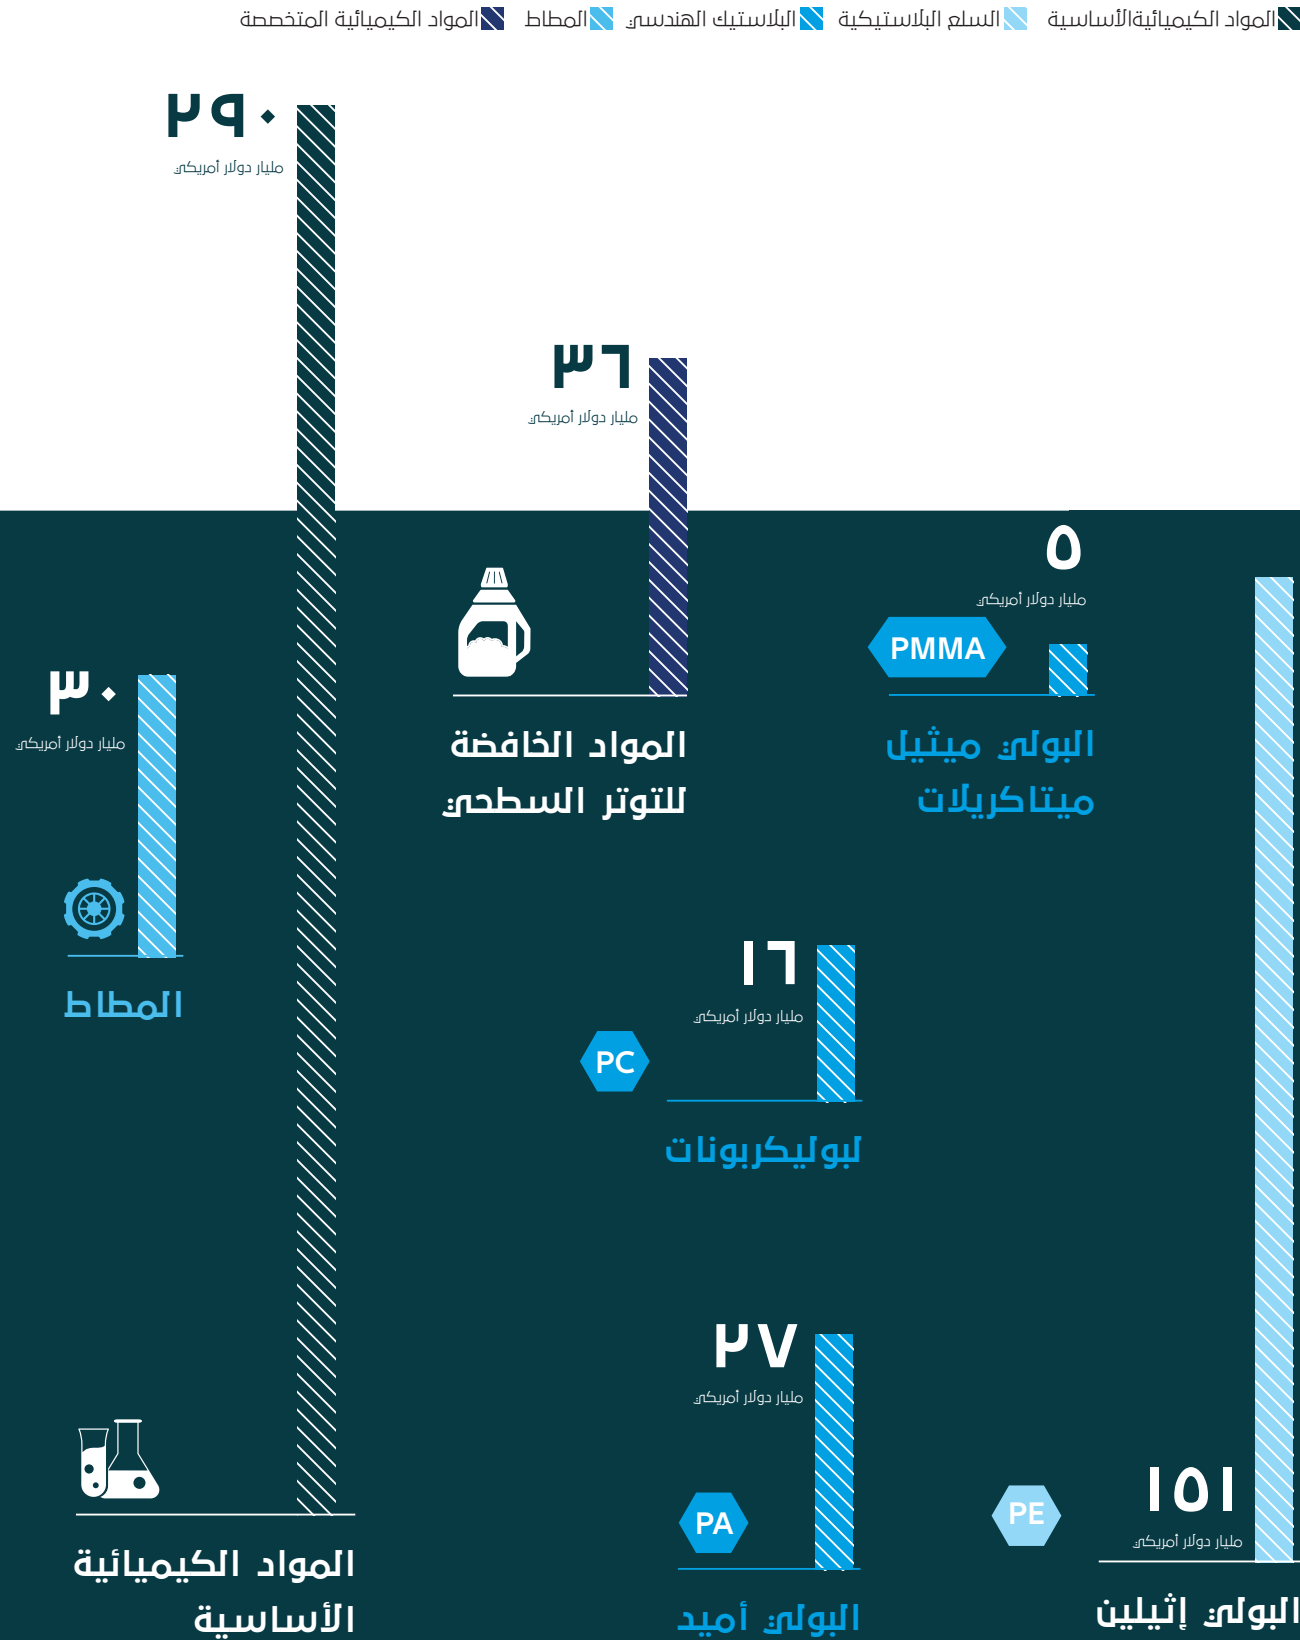 المواد الكيميائيةالأساسية
السلع البلاستيكية
البلاستيك الهندسي
المطاط
المواد الكيميائية المتخصصة
٢٩٠
مليار دولار أمريكي
٣٦
مليار دولار أمريكي
٥
مليار دولار أمريكي
PMMA
البولي ميثيل
ميتاكريلات
المواد الخافضة
للتوتر السطحي
٣٠
مليار دولار أمريكي
المطاط
١٦
مليار دولار أمريكي
PC
لبوليكربونات
٢٧
مليار دولار أمريكي
PA
البولي أميد
١٥١
مليار دولار أمريكي
PE
البولي إثيلين
المواد الكيميائية
الأساسية